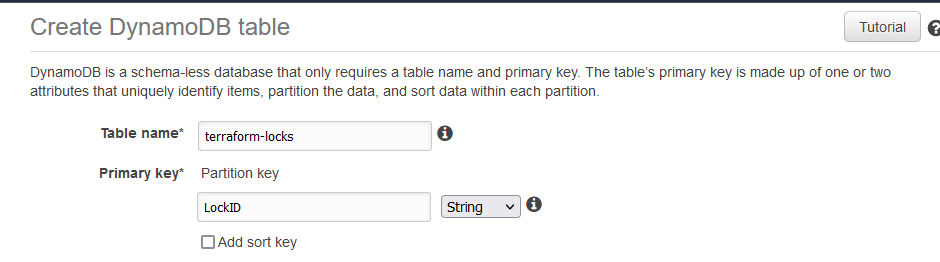 Create DynamoDB table
Tutorial
DynamoDB is a schema-less database that only requires a table name and primary key. The table's primary key is made up of one or two
attributes that uniquely identify items, partition the data, and sort data within each partition.
Table name* terraform-locks
Primary key* Partition key
LockID String
Add sort key